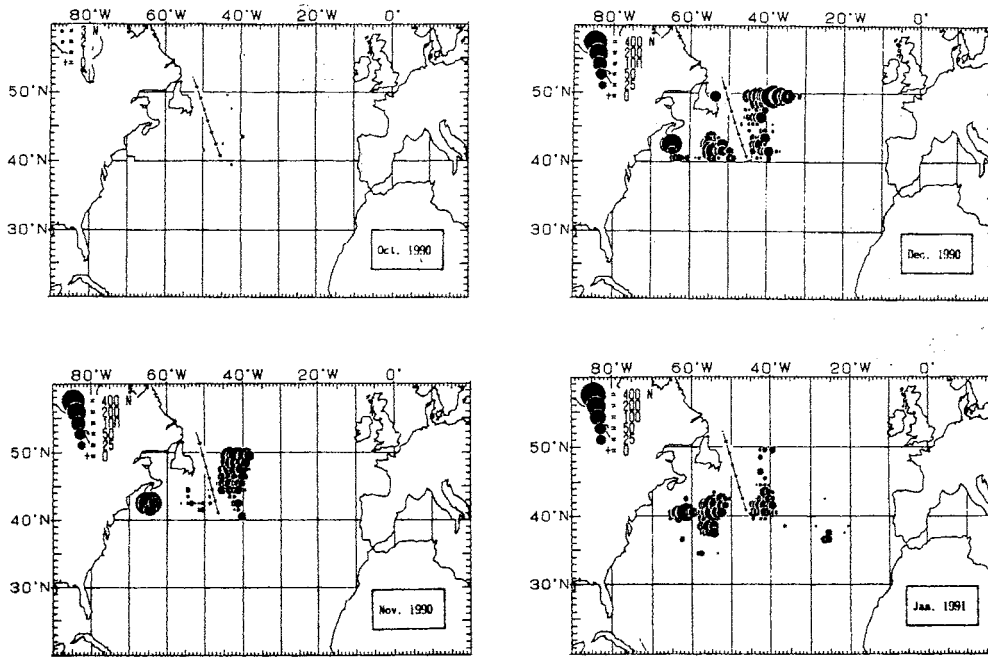 80°W 60°W 40°W 20°W 0°
50°N
40°N
30°N
Oct. 1990
80°W 60°W 40°W 20°W 0°
= 400 N
= 200
= 100
= 50
= 25
+= 0
50°N
40°N
30°N
Dec. 1990
80°W 60°W 40°W 20°W 0°
= 400 N
= 200
= 100
= 50
= 25
+= 0
50°N
40°N
30°N
Nov. 1990
80°W 60°W 40°W 20°W 0°
= 400 N
= 200
= 100
= 50
= 25
+= 0
50°N
40°N
30°N
Jan. 1991